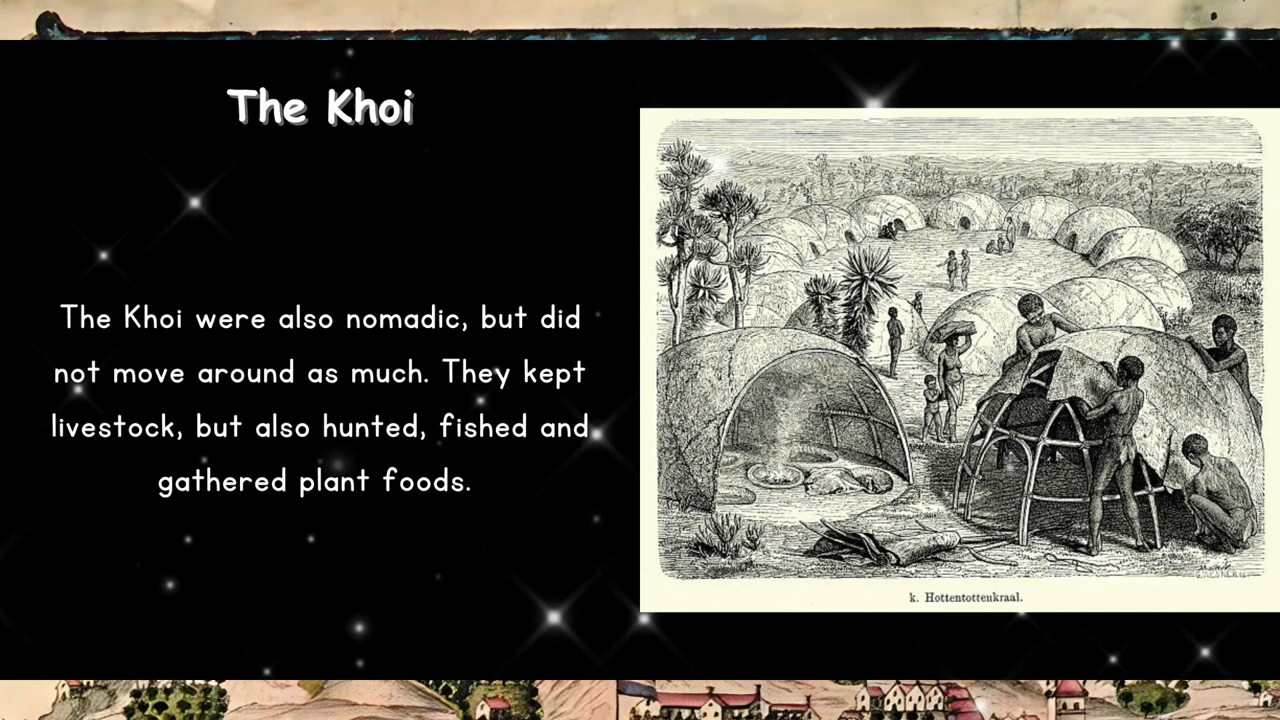 The Khoi
The Khoi were also nomadic, but did
not move around as much. They kept
livestock, but also hunted, fished and
gathered plant foods.
k. Hottentottenkraal.